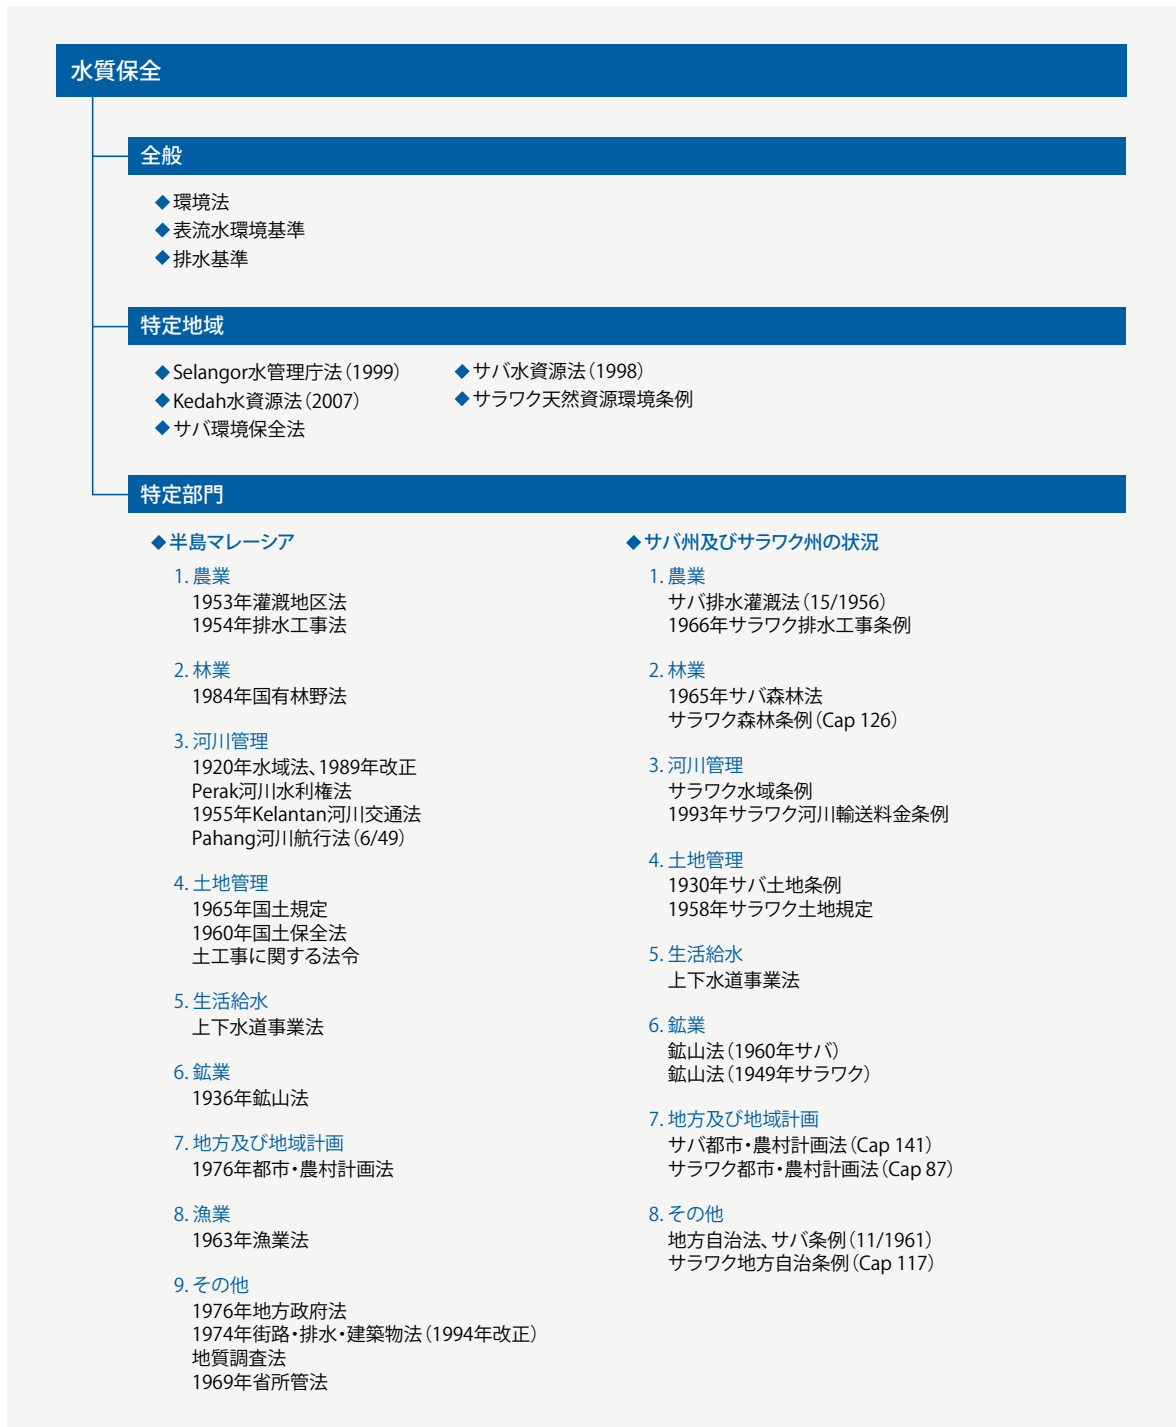 水質保全
全般
◆環境法
◆表流水環境基準
◆排水基準
特定地域
◆Selangor水管理庁法（1999）
◆Kedah水資源法（2007）
◆サバ環境保全法
◆サバ水資源法（1998）
◆サラワク天然資源環境条例
特定部門
◆半島マレーシア
1. 農業
1953年灌漑地区法
1954年排水工事法
2. 林業
1984年国有林野法
3. 河川管理
1920年水域法、1989年改正
Perak河川水利権法
1955年Kelantan河川交通法
Pahang河川航行法（6/49）
4. 土地管理
1965年国土規定
1960年国土保全法
土工事に関する法令
5. 生活給水
上下水道事業法
6. 鉱業
1936年鉱山法
7. 地方及び地域計画
1976年都市・農村計画法
8. 漁業
1963年漁業法
9. その他
1976年地方政府法
1974年街路・排水・建築物法（1994年改正）
地質調査法
1969年省所管法
◆サバ州及びサラワク州の状況
1. 農業
サバ排水灌漑法（15/1956）
1966年サラワク排水工事条例
2. 林業
1965年サバ森林法
サラワク森林条例（Cap 126）
3. 河川管理
サラワク水域条例
1993年サラワク河川輸送料金条例
4. 土地管理
1930年サバ土地条例
1958年サラワク土地規定
5. 生活給水
上下水道事業法
6. 鉱業
鉱山法（1960年サバ）
鉱山法（1949年サラワク）
7. 地方及び地域計画
サバ都市・農村計画法（Cap 141）
サラワク都市・農村計画法（Cap 87）
8. その他
地方自治法、サバ条例（11/1961）
サラワク地方自治条例（Cap 117）